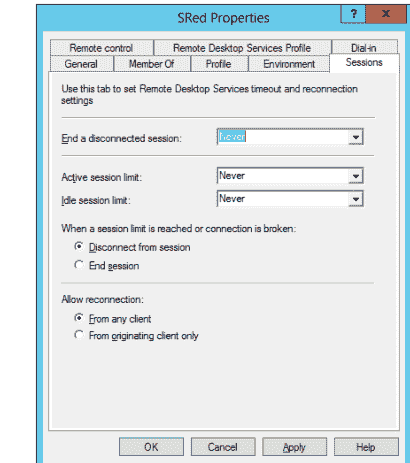 SRed Properties
? x
Remote control Remote Desktop Services Profile Dial-in
General Member Of Profile Environment Sessions
Use this tab to set Remote Desktop Services timeout and reconnection
settings
End a disconnected session: Never
Active session limit: Never
Idle session limit: Never
When a session limit is reached or connection is broken:
Disconnect from session
End session
Allow reconnection:
From any client
From originating client only
OK Cancel Apply Help